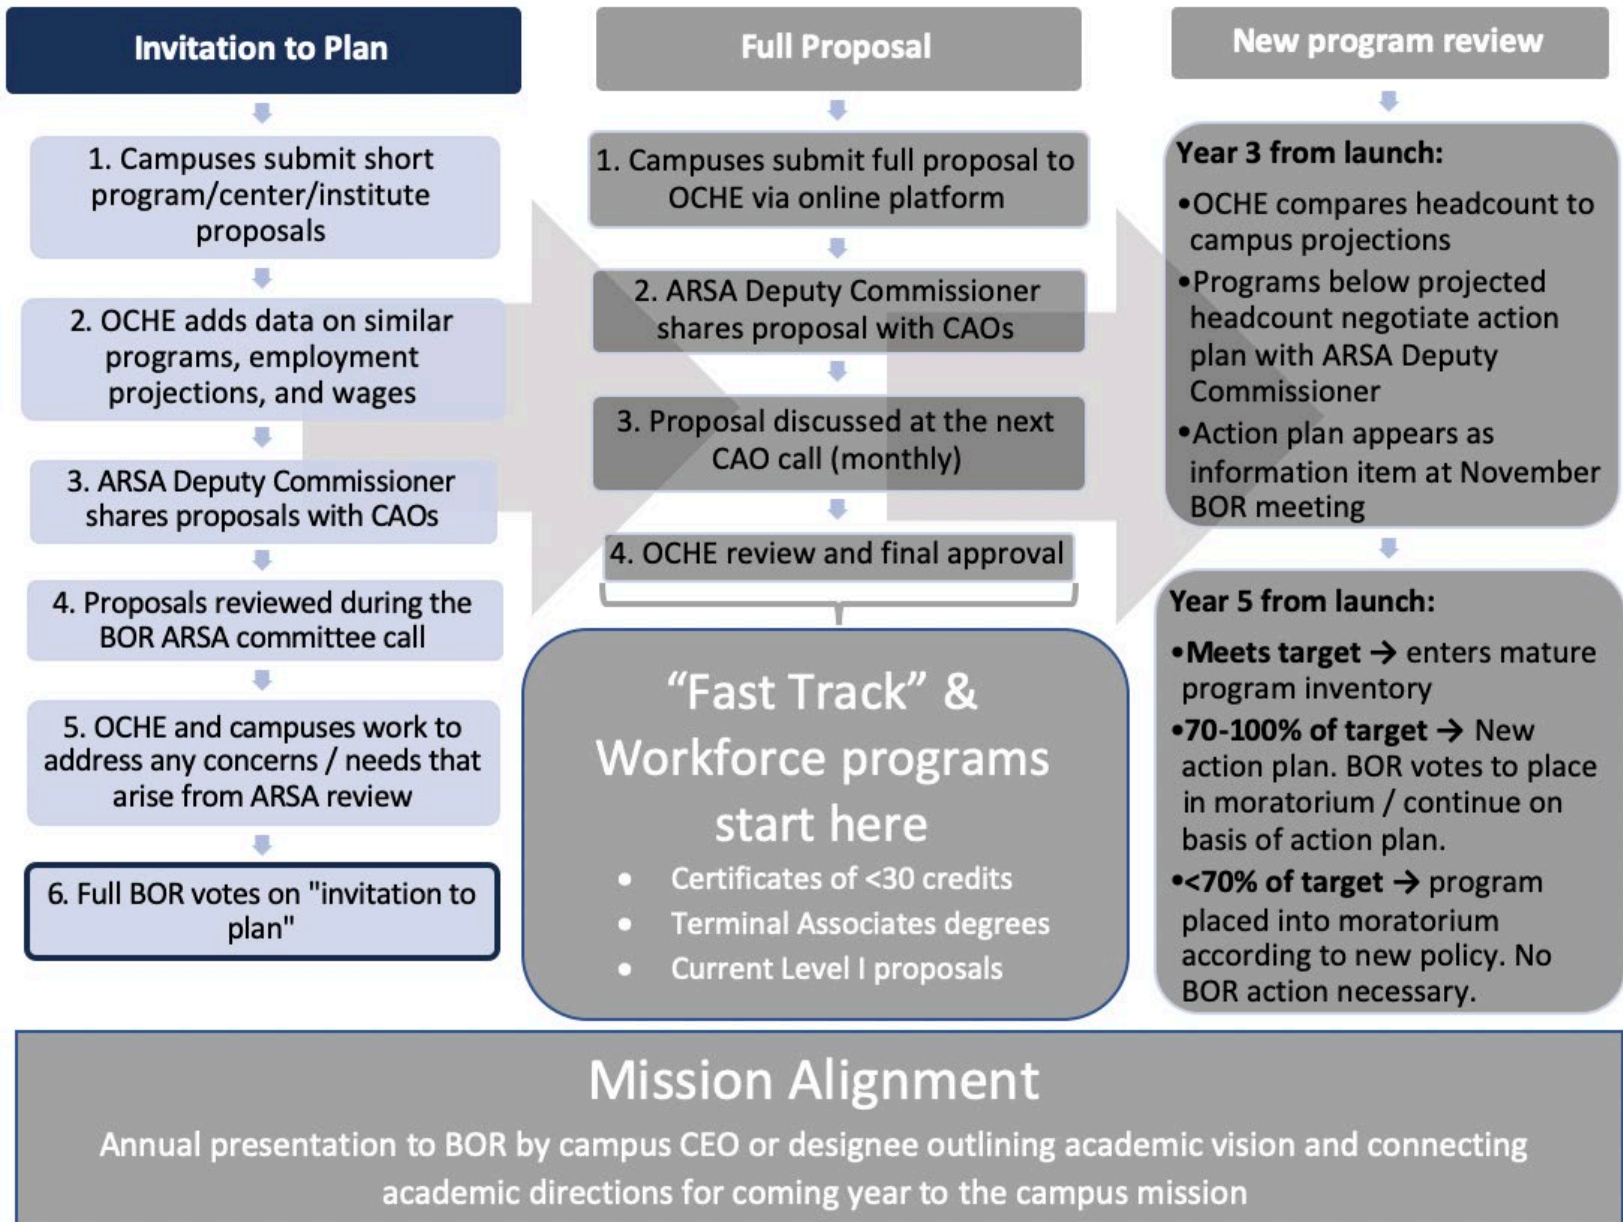 Invitation to Plan
1. Campuses submit short
program/center/institute
proposals
2. OCHE adds data on similar
programs, employment
projections, and wages
3. ARSA Deputy Commissioner
shares proposals with CAOs
4. Proposals reviewed during the
BOR ARSA committee call
5. OCHE and campuses work to
address any concerns / needs that
arise from ARSA review
6. Full BOR votes on "invitation to
plan"
Full Proposal
1. Campuses submit full proposal to
OCHE via online platform
2. ARSA Deputy Commissioner
shares proposal with CAOs
3. Proposal discussed at the next
CAO call (monthly)
4. OCHE review and final approval
“Fast Track” &
Workforce programs
start here
• Certificates of <30 credits
• Terminal Associates degrees
• Current Level I proposals
New program review
Year 3 from launch:
•OCHE compares headcount to
campus projections
•Programs below projected
headcount negotiate action
plan with ARSA Deputy
Commissioner
•Action plan appears as
information item at November
BOR meeting
Year 5 from launch:
•Meets target → enters mature
program inventory
•70-100% of target → New
action plan. BOR votes to place
in moratorium / continue on
basis of action plan.
•<70% of target → program
placed into moratorium
according to new policy. No
BOR action necessary.
Mission Alignment
Annual presentation to BOR by campus CEO or designee outlining academic vision and connecting
academic directions for coming year to the campus mission